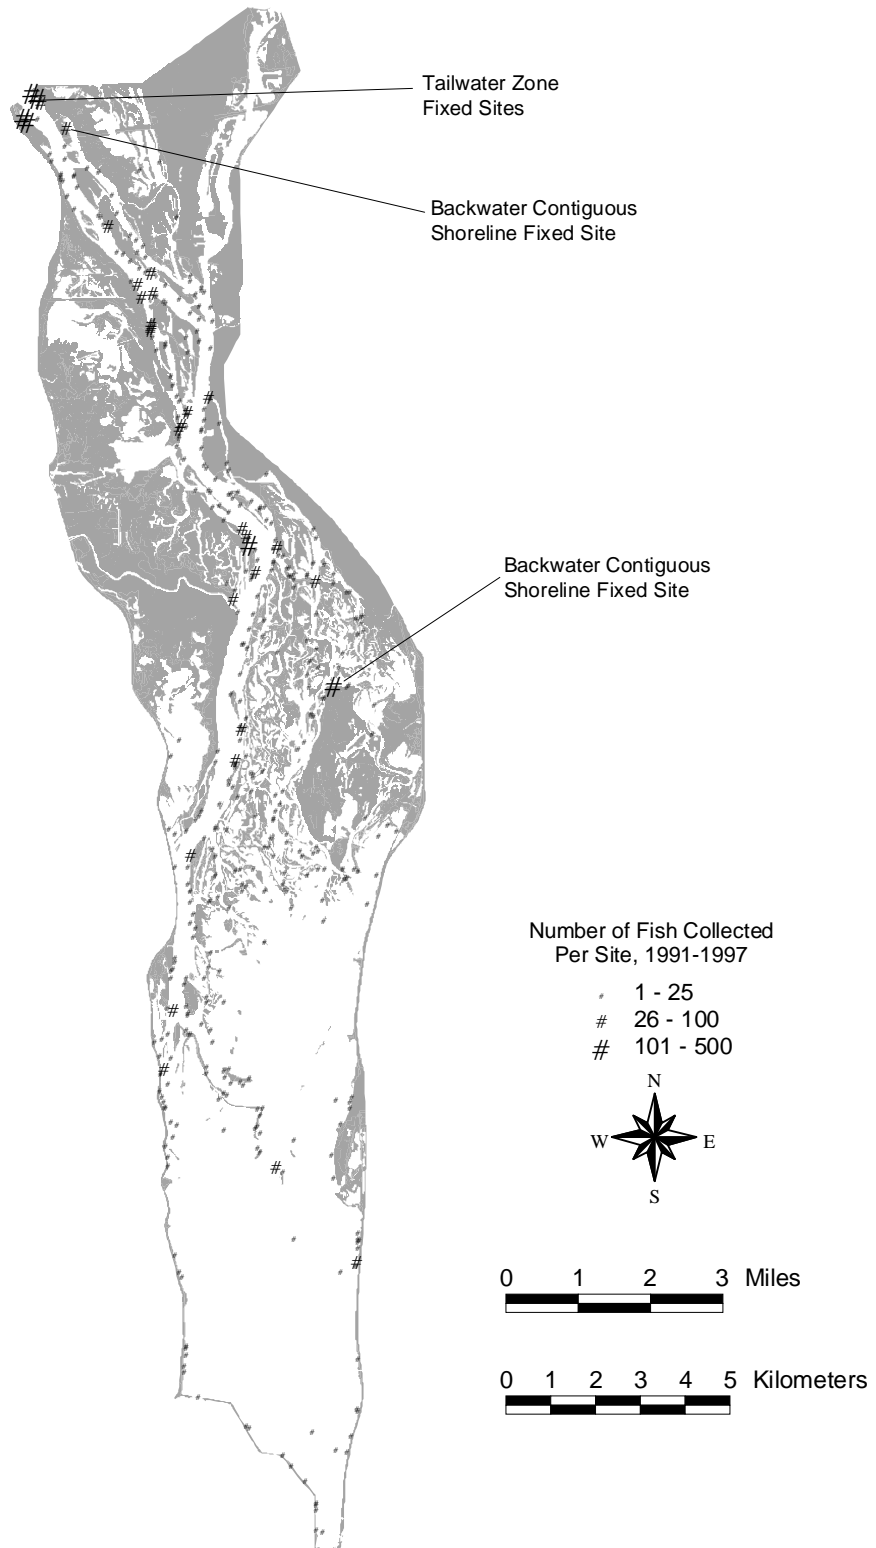 Tailwater Zone
Fixed Sites
Backwater Contiguous
Shoreline Fixed Site
Backwater Contiguous
Shoreline Fixed Site
Number of Fish Collected
Per Site, 1991-1997
# 1 - 25
# 26 - 100
# 101 - 500
N
W E
S
0 1 2 3 Miles
0 1 2 3 4 5 Kilometers